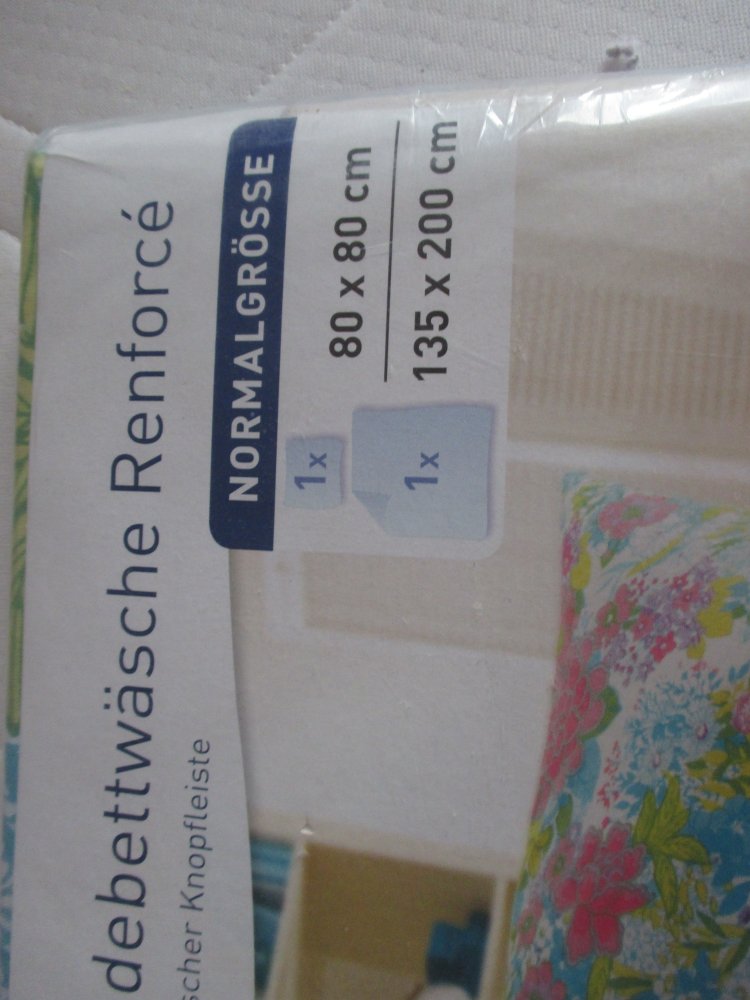 debettwäsche Renforcé
scher Knopfleiste
NORMALGRÖSSE
1x 80 x 80 cm
1x 135 x 200 cm